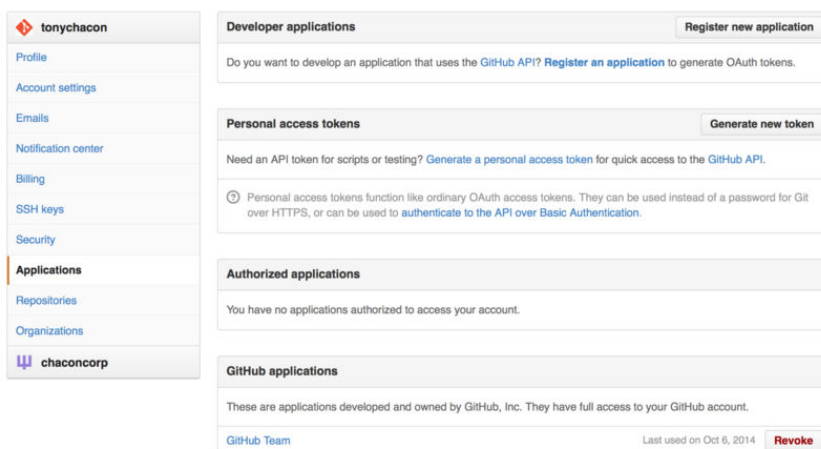 tonychacon
Profile
Account settings
Emails
Notification center
Billing
SSH keys
Security
Applications
Repositories
Organizations
chaconcorp
Developer applications
Register new application
Do you want to develop an application that uses the GitHub API? Register an application to generate OAuth tokens.
Personal access tokens
Generate new token
Need an API token for scripts or testing? Generate a personal access token for quick access to the GitHub API.
Personal access tokens function like ordinary OAuth access tokens. They can be used instead of a password for Git
over HTTPS, or can be used to authenticate to the API over Basic Authentication.
Authorized applications
You have no applications authorized to access your account.
GitHub applications
These are applications developed and owned by GitHub, Inc. They have full access to your GitHub account.
GitHub Team
Last used on Oct 6, 2014
Revoke